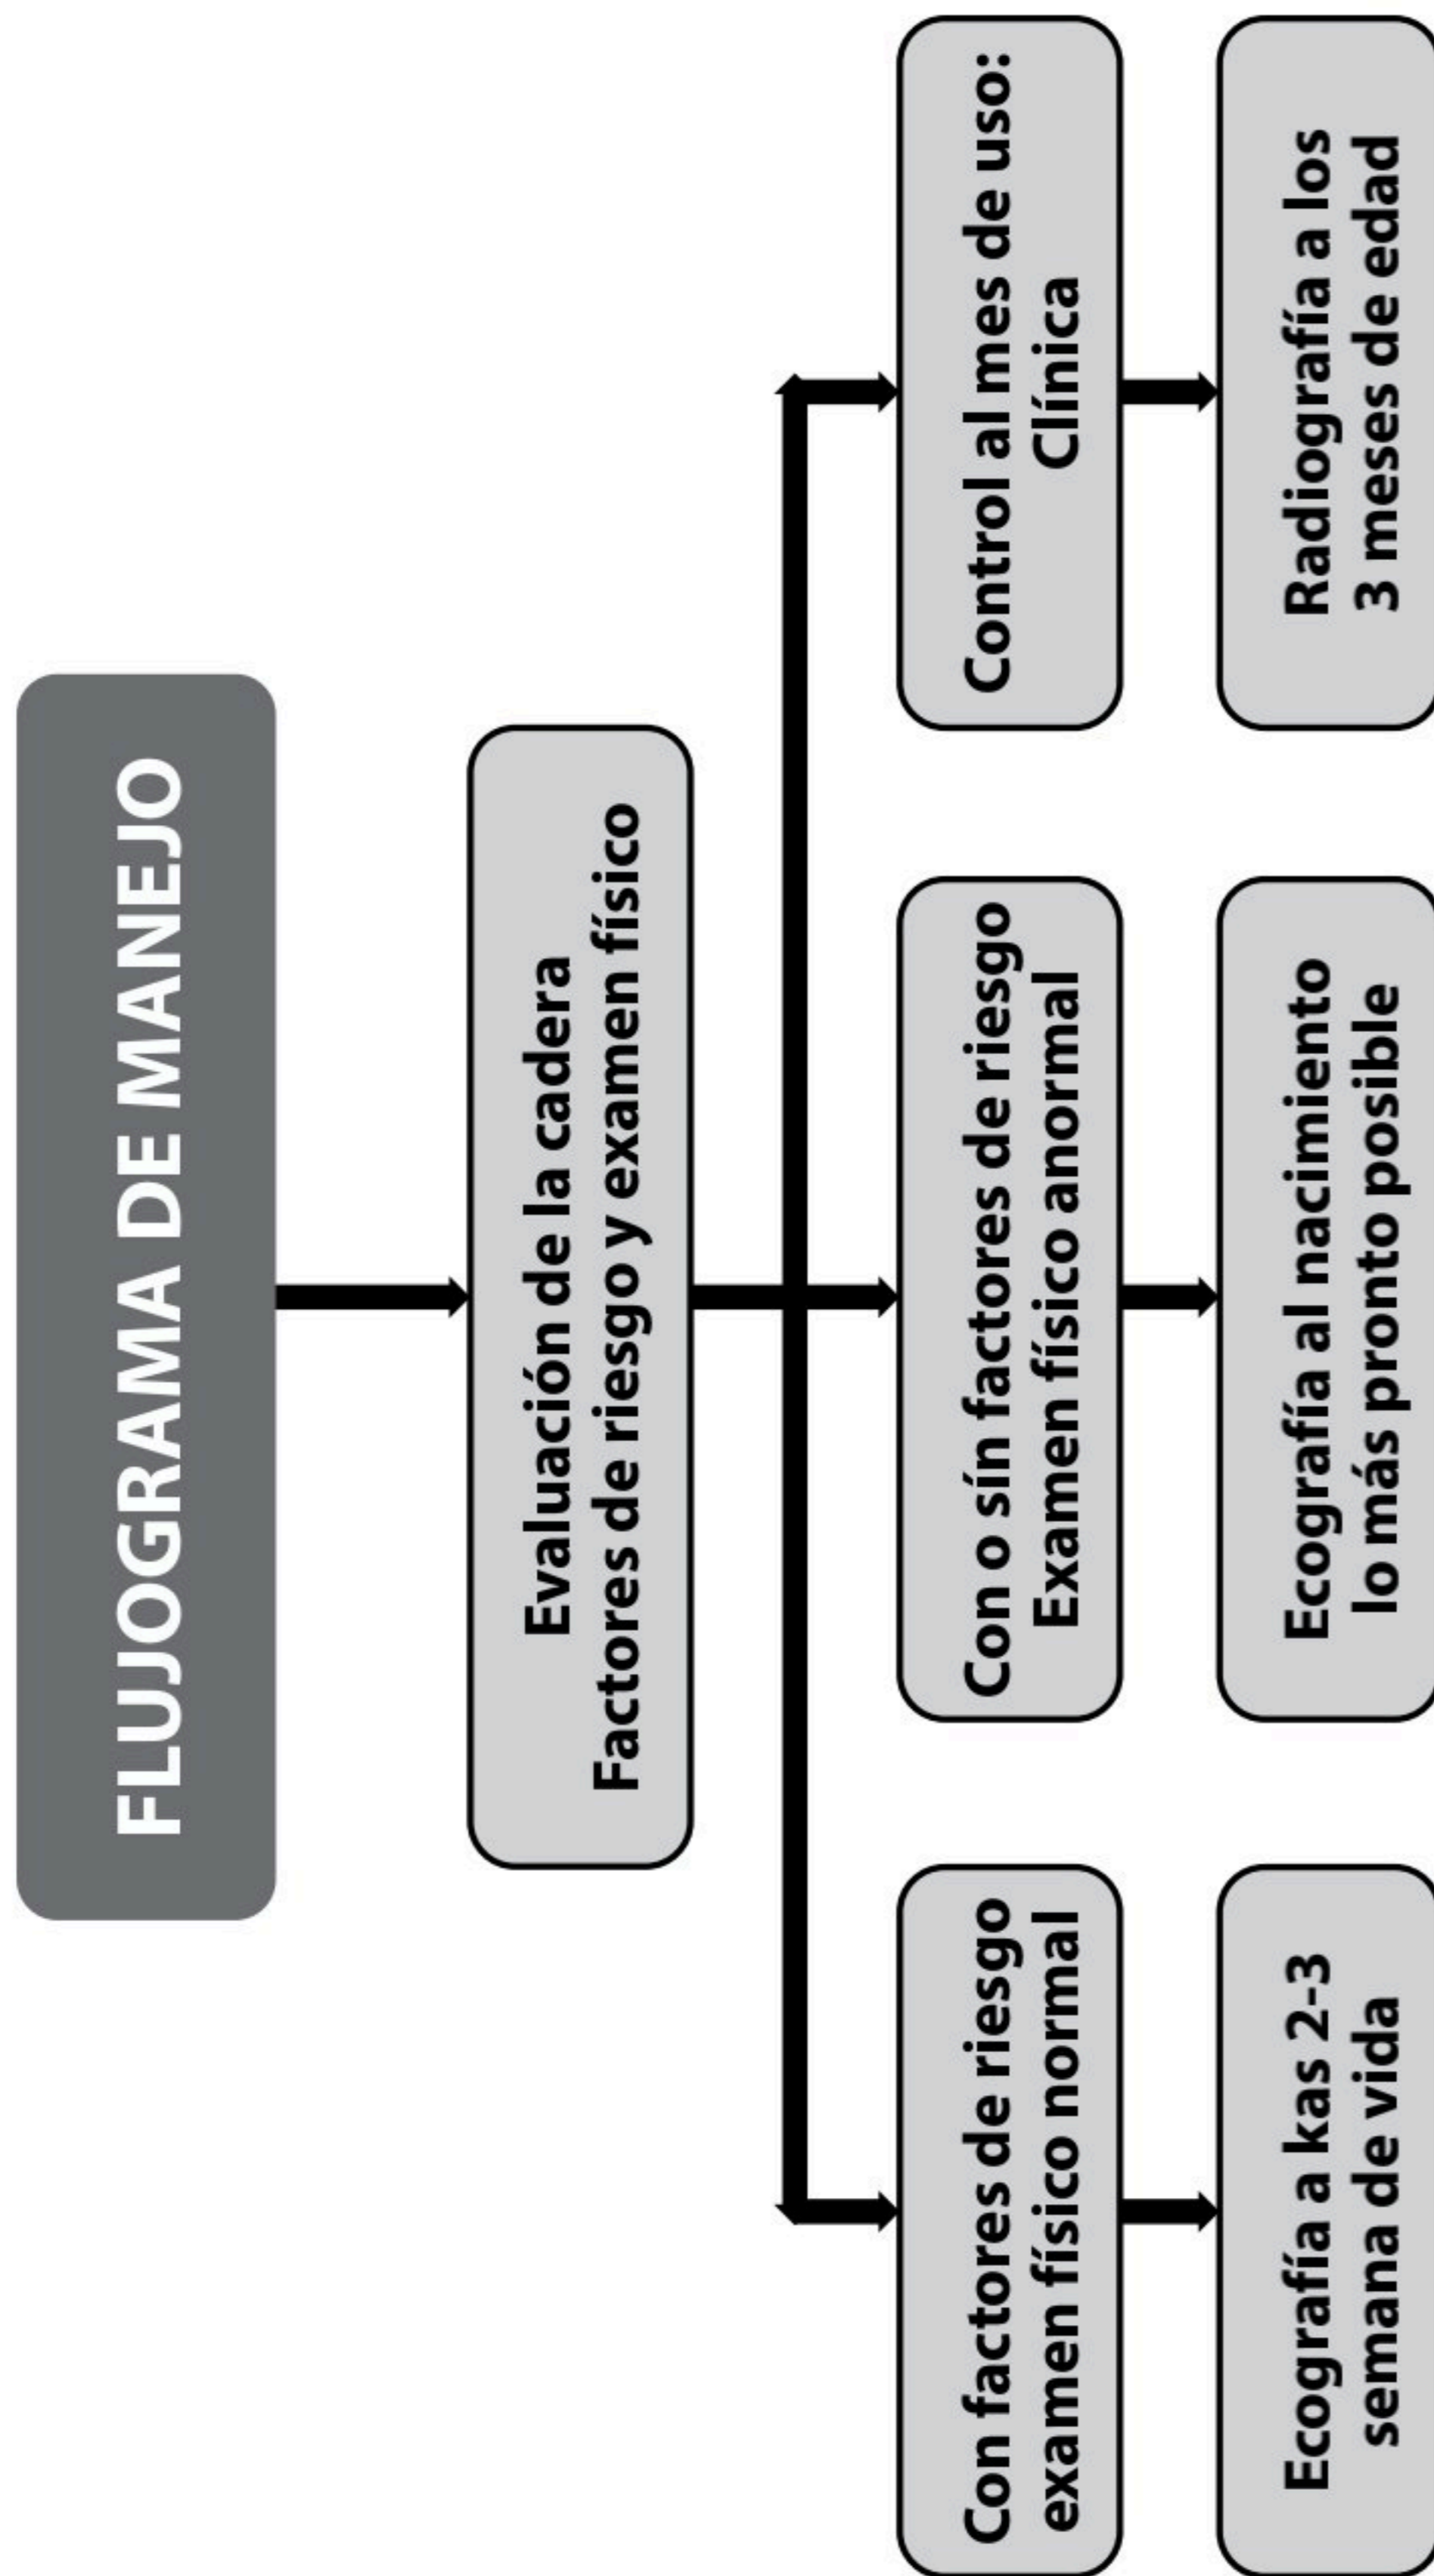 FLUJOGRAMA DE MANEJO
Evaluación de la cadera
Factores de riesgo y examen físico
Con factores de riesgo
examen físico normal
Con o sín factores de riesgo
Examen físico anormal
Control al mes de uso:
Clínica
Ecografía a kas 2-3
semana de vida
Ecografía al nacimiento
lo más pronto posible
Radiografía a los
3 meses de edad